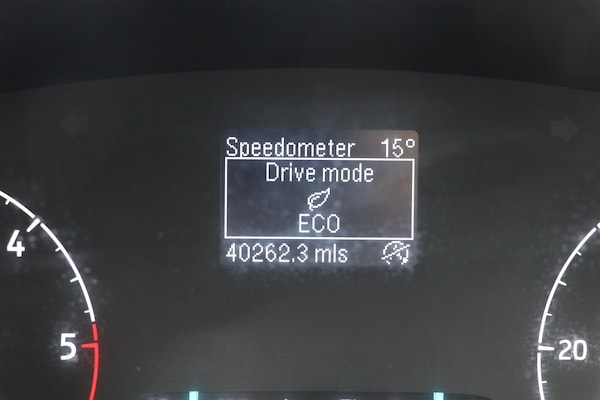 Speedometer 15°
Drive mode
ECO
40262.3 mls
4
5
20